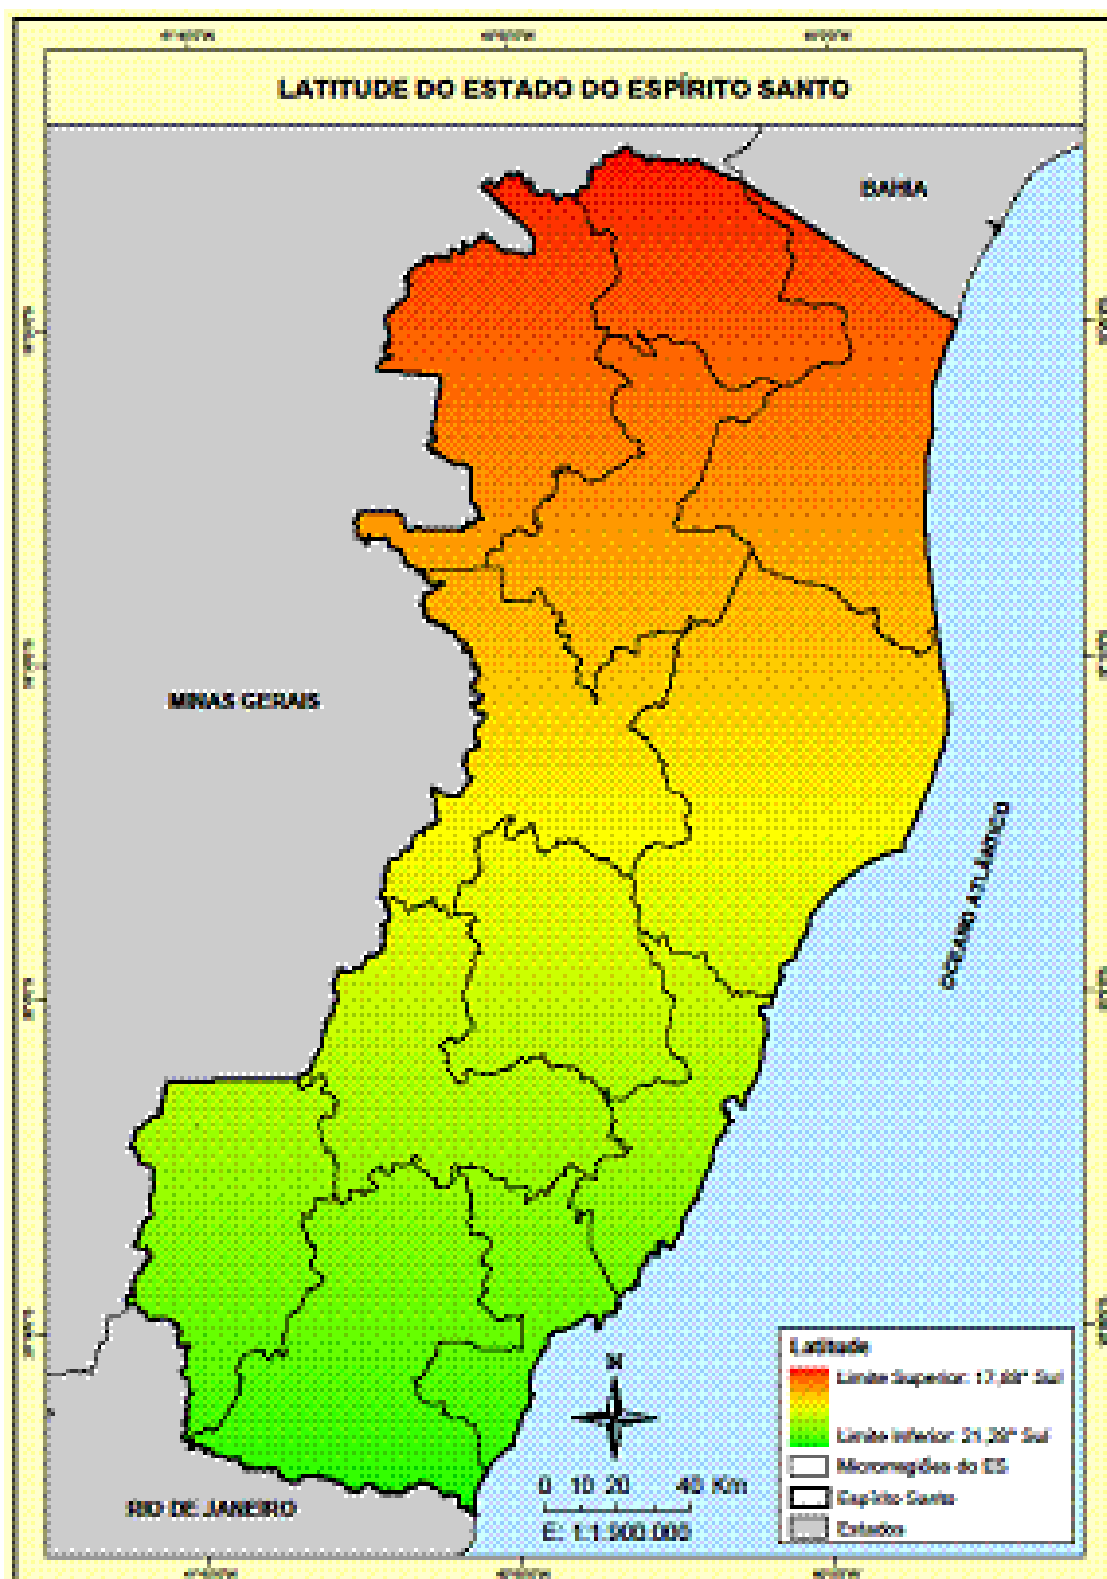 LATITUDE DO ESTADO DO ESPÍRITO SANTO
BAHIA
MINAS GERAIS
OCEANO ATLÂNTICO
RIO DE JANEIRO
N
0 10 20 40 Km
E: 1:1.900.000
Latitude
Limite Superior: 17,88° Sul
Limite Inferior: 21,28° Sul
Microrregiões do ES
Espírito Santo
Estados